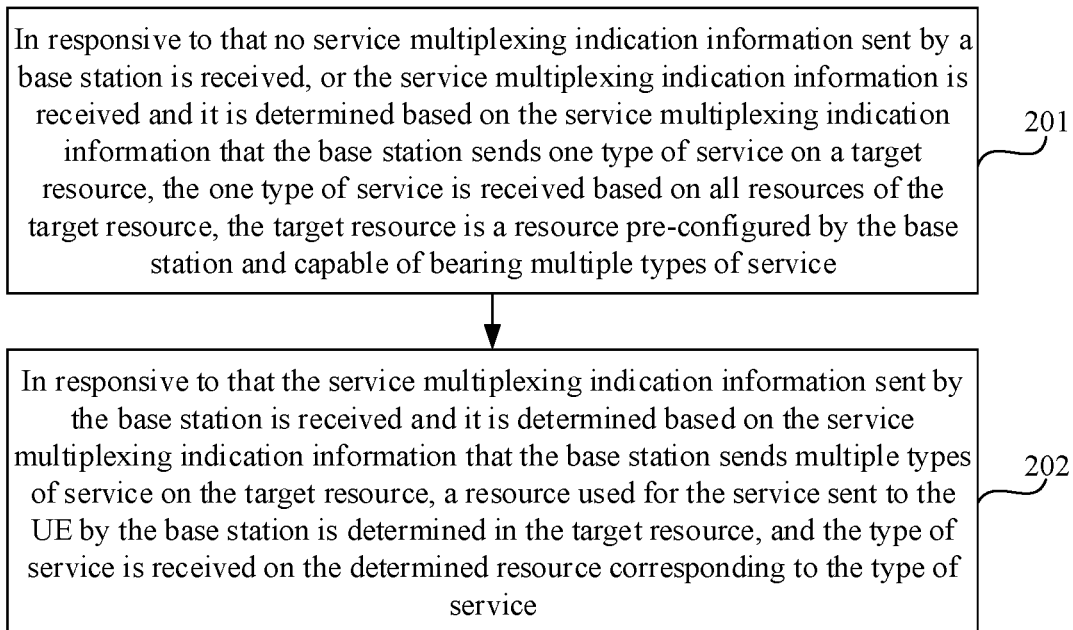 In responsive to that no service multiplexing indication information sent by a
base station is received, or the service multiplexing indication information is
received and it is determined based on the service multiplexing indication
information that the base station sends one type of service on a target
resource, the one type of service is received based on all resources of the
target resource, the target resource is a resource pre-configured by the base
station and capable of bearing multiple types of service
201
In responsive to that the service multiplexing indication information sent by
the base station is received and it is determined based on the service
multiplexing indication information that the base station sends multiple types
of service on the target resource, a resource used for the service sent to the
UE by the base station is determined in the target resource, and the type of
service is received on the determined resource corresponding to the type of
service
202